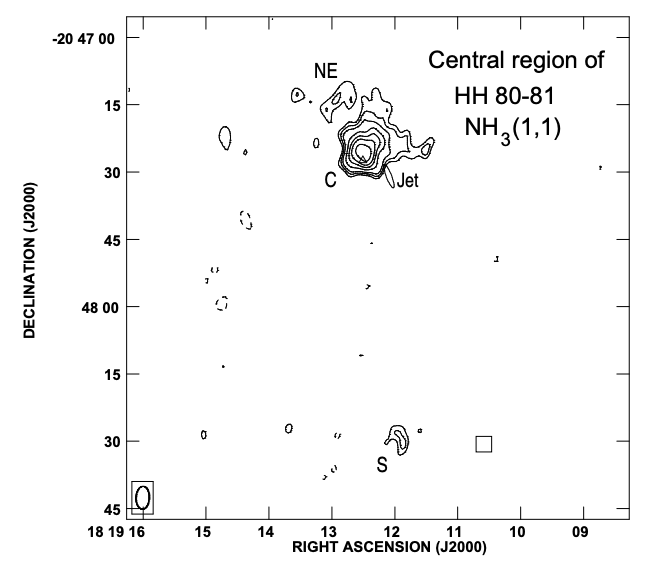 -20 47 00
Central region of
HH 80-81
NH3(1,1)
NE
15
30
C
Jet
45
DECLINATION (J2000)
48 00
15
30
S
45
18 19 16 15 14 13 12 11 10 09
RIGHT ASCENSION (J2000)